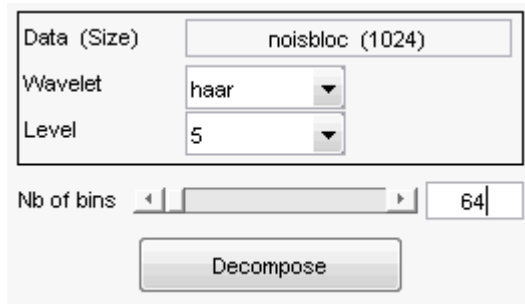 Data (Size) noisbloc (1024)
Wavelet haar
Level 5
Nb of bins 64
Decompose